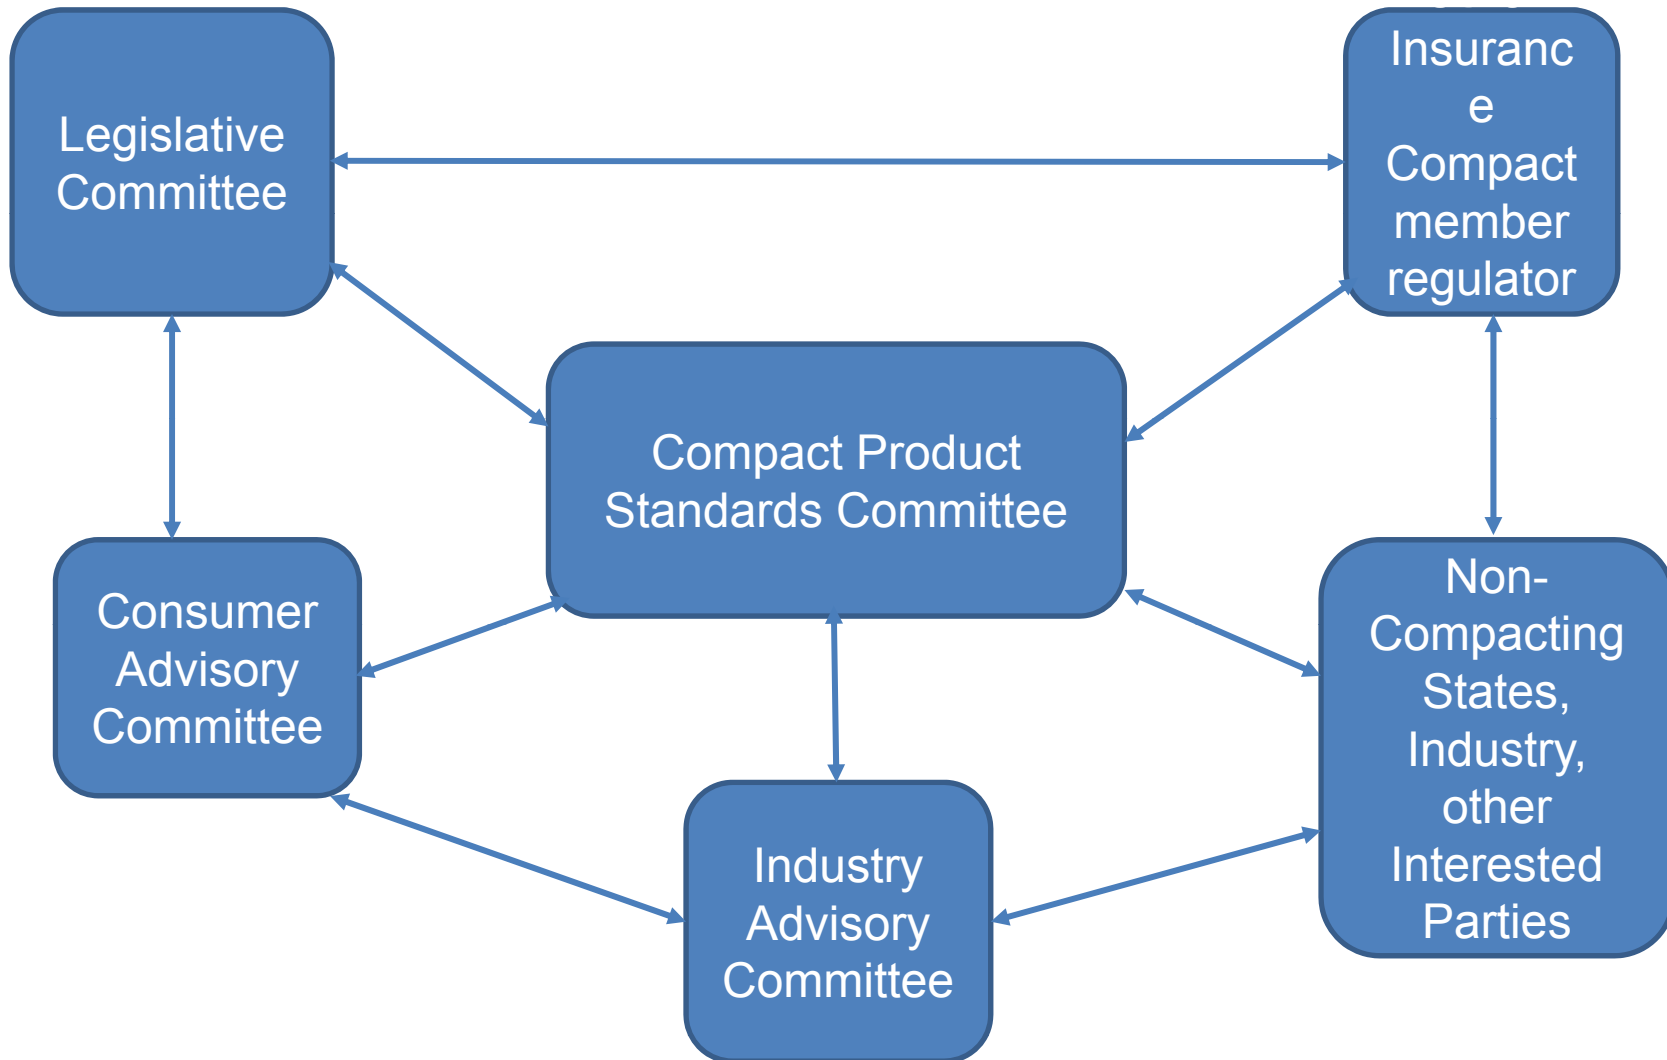 Legislative
Committee
Insuranc
e
Compact
member
regulator
Compact Product
Standards Committee
Consumer
Advisory
Committee
Non-
Compacting
States,
Industry,
other
Interested
Parties
Industry
Advisory
Committee